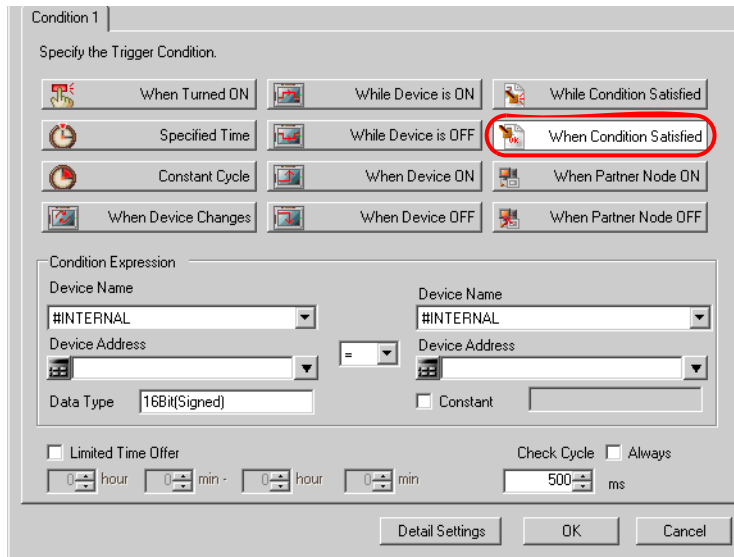 Condition 1
Specify the Trigger Condition.
When Turned ON While Device is ON While Condition Satisfied
Specified Time While Device is OFF When Condition Satisfied
Constant Cycle When Device ON When Partner Node ON
When Device Changes When Device OFF When Partner Node OFF
Condition Expression
Device Name Device Name
#INTERNAL #INTERNAL
Device Address = Device Address
Data Type 16Bit(Signed) Constant
Limited Time Offer Check Cycle Always
0 hour 0 min - 0 hour 0 min 500 ms
Detail Settings OK Cancel